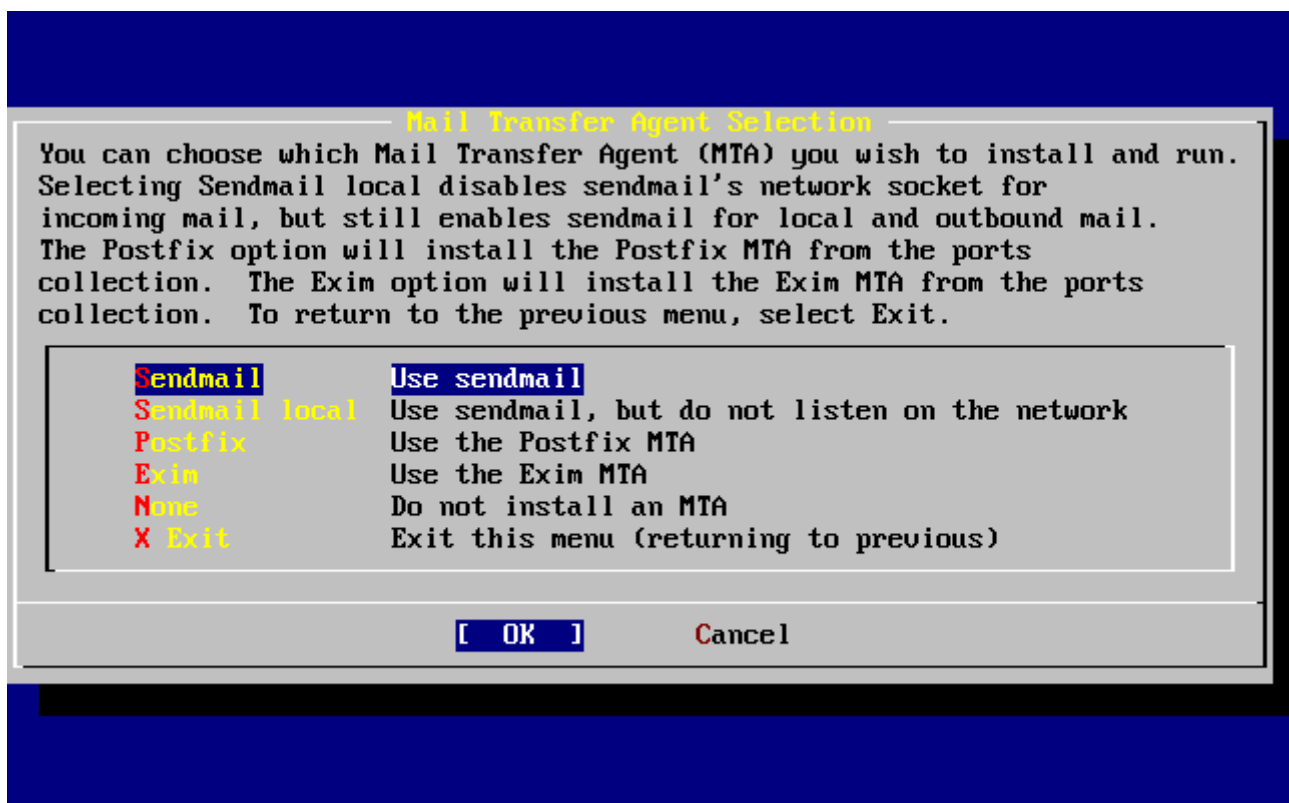 Mail Transfer Agent Selection
You can choose which Mail Transfer Agent (MTA) you wish to install and run.
Selecting Sendmail local disables sendmail's network socket for
incoming mail, but still enables sendmail for local and outbound mail.
The Postfix option will install the Postfix MTA from the ports
collection.  The Exim option will install the Exim MTA from the ports
collection.  To return to the previous menu, select Exit.
Sendmail Use sendmail
Sendmail local Use sendmail, but do not listen on the network
Postfix Use the Postfix MTA
Exim Use the Exim MTA
None Do not install an MTA
X Exit Exit this menu (returning to previous)
[ OK ] Cancel